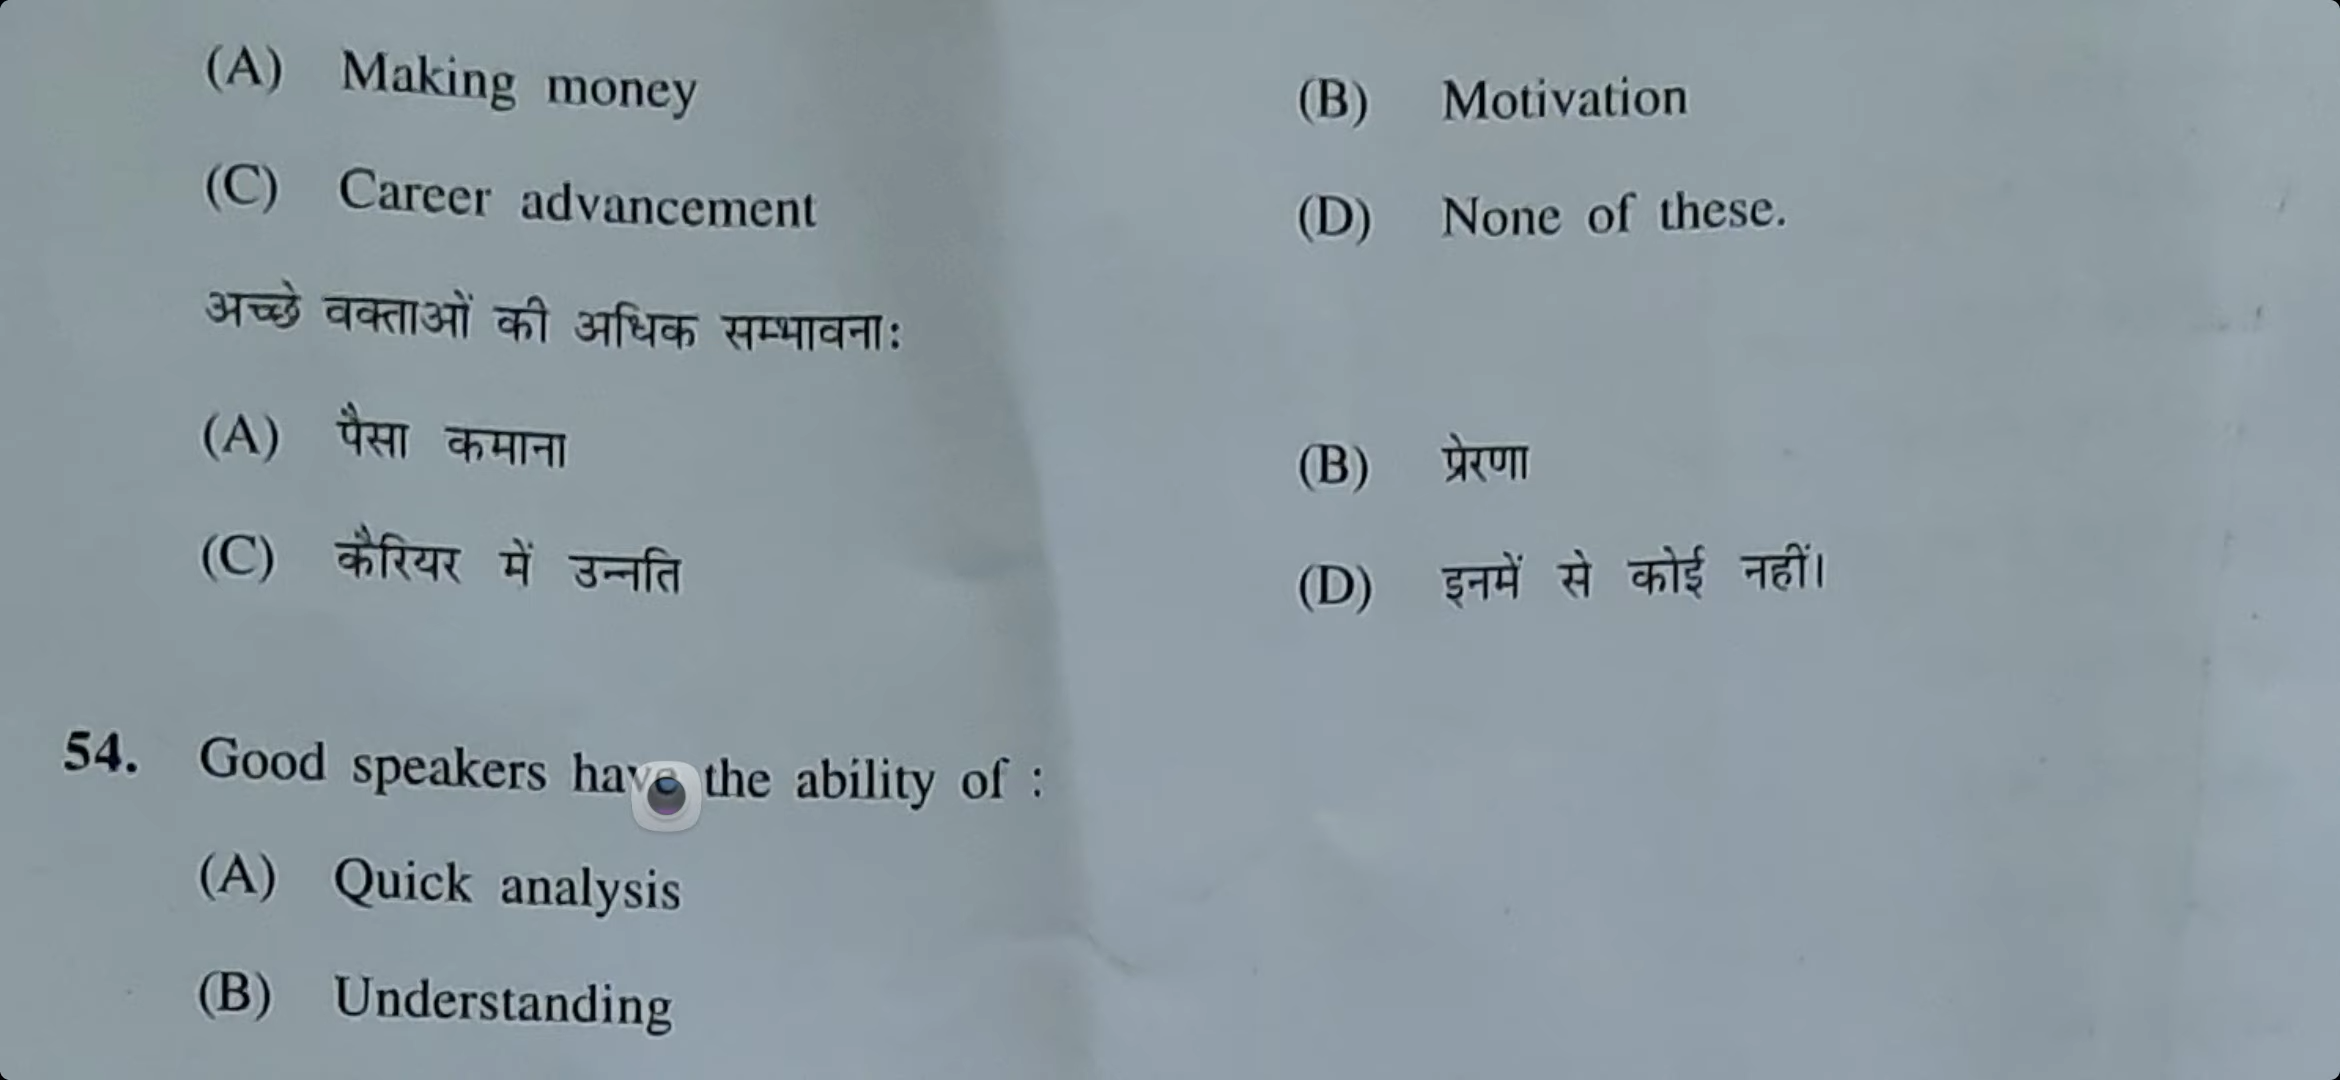 (A) Making money (B) Motivation
(C) Career advancement (D) None of these.
अच्छे वक्ताओं की अधिक सम्भावनाः
(A) पैसा कमाना (B) प्रेरणा
(C) कैरियर में उन्नति (D) इनमें से कोई नहीं।
54. Good speakers have the ability of :
(A) Quick analysis
(B) Understanding